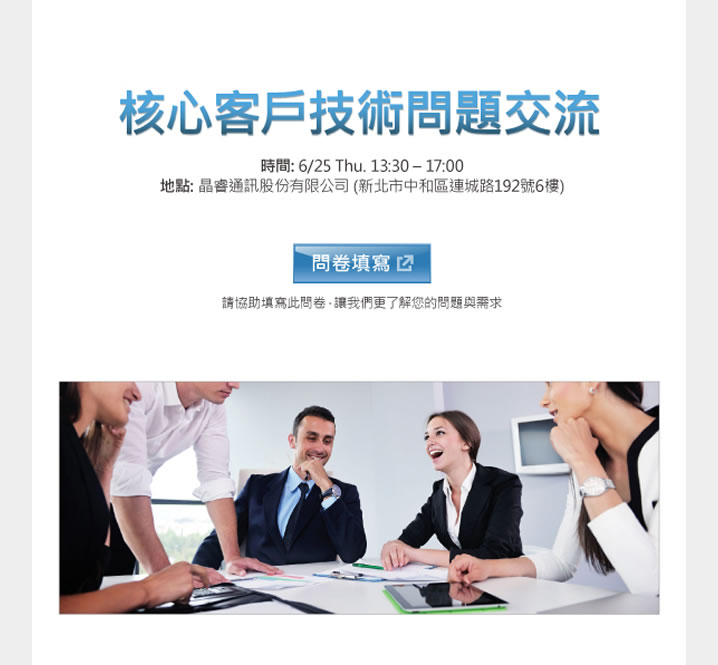 核心客戶技術問題交流
時間: 6/25 Thu. 13:30 – 17:00
地點: 晶睿通訊股份有限公司 (新北市中和區連城路192號6樓)
問卷填寫
請協助填寫此問卷，讓我們更了解您的問題與需求